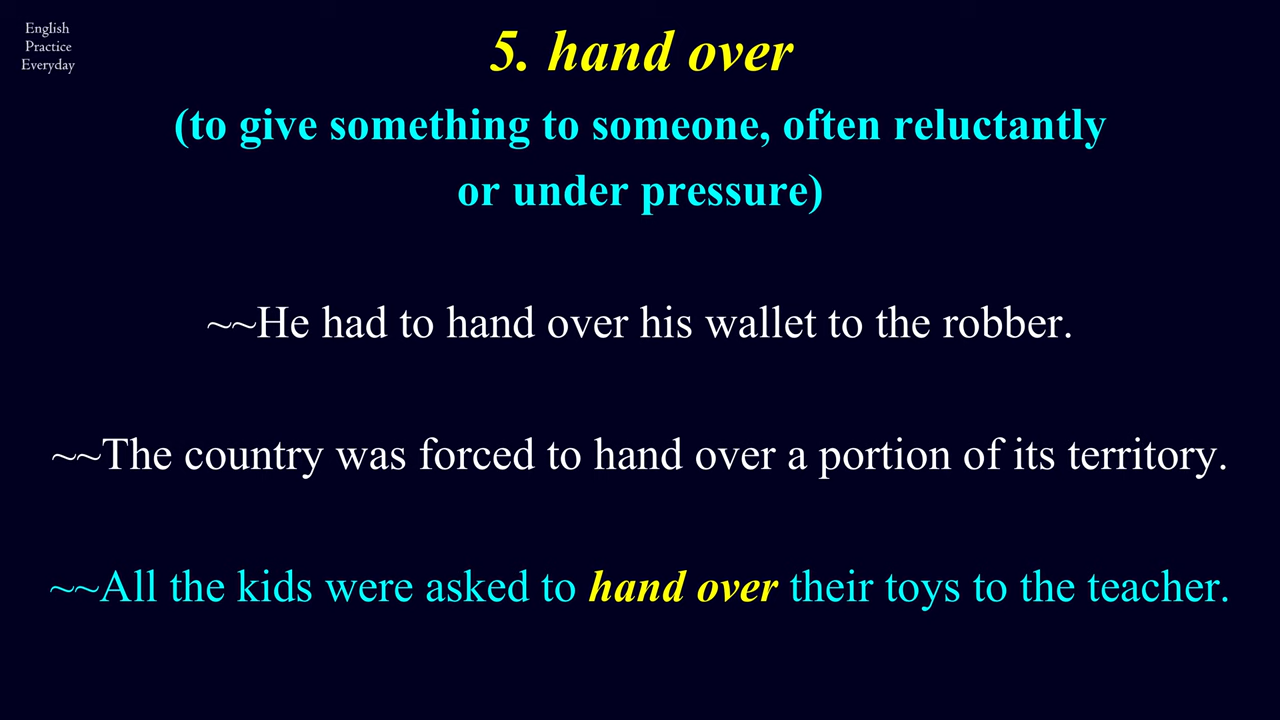 English
Practice
Everyday
5. hand over
(to give something to someone, often reluctantly
or under pressure)
~~He had to hand over his wallet to the robber.
~~The country was forced to hand over a portion of its territory.
~~All the kids were asked to hand over their toys to the teacher.